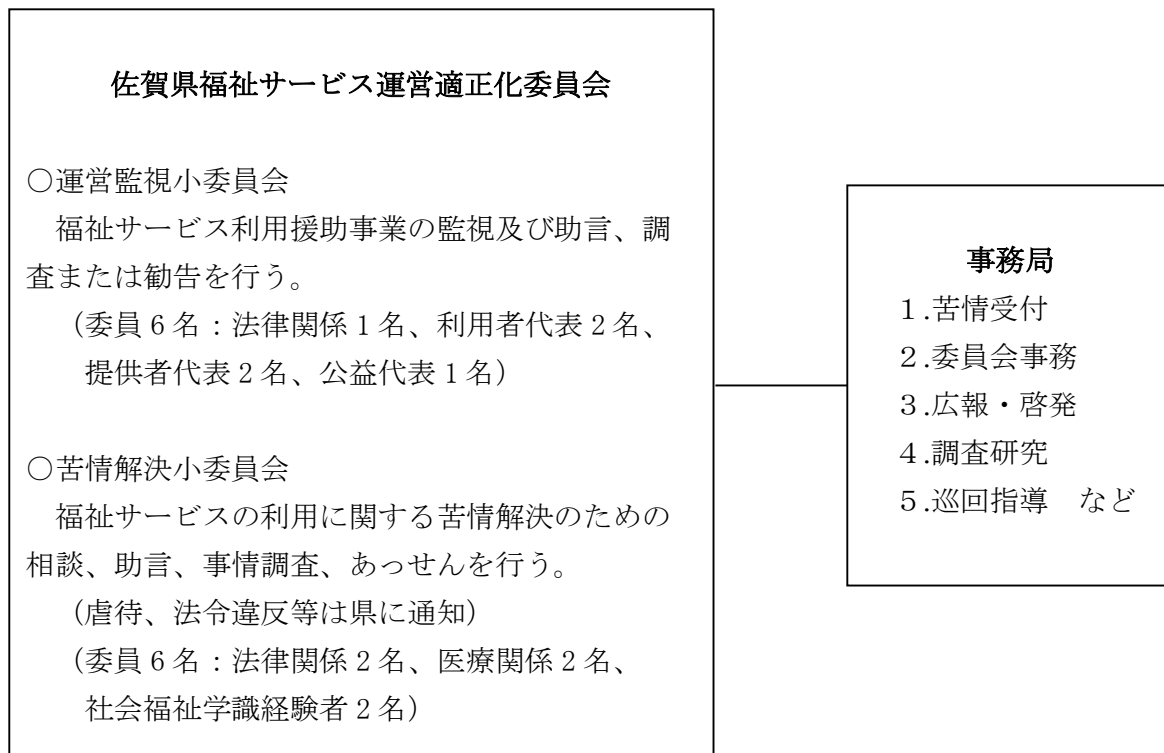 佐賀県福祉サービス運営適正化委員会
○運営監視小委員会
福祉サービス利用援助事業の監視及び助言、調
査または勧告を行う。
（委員6名：法律関係1名、利用者代表2名、
提供者代表2名、公益代表1名）
○苦情解決小委員会
福祉サービスの利用に関する苦情解決のための
相談、助言、事情調査、あっせんを行う。
（虐待、法令違反等は県に通知）
（委員6名：法律関係2名、医療関係2名、
社会福祉学識経験者2名）
事務局
１.苦情受付
２.委員会事務
３.広報・啓発
４.調査研究
５.巡回指導　など